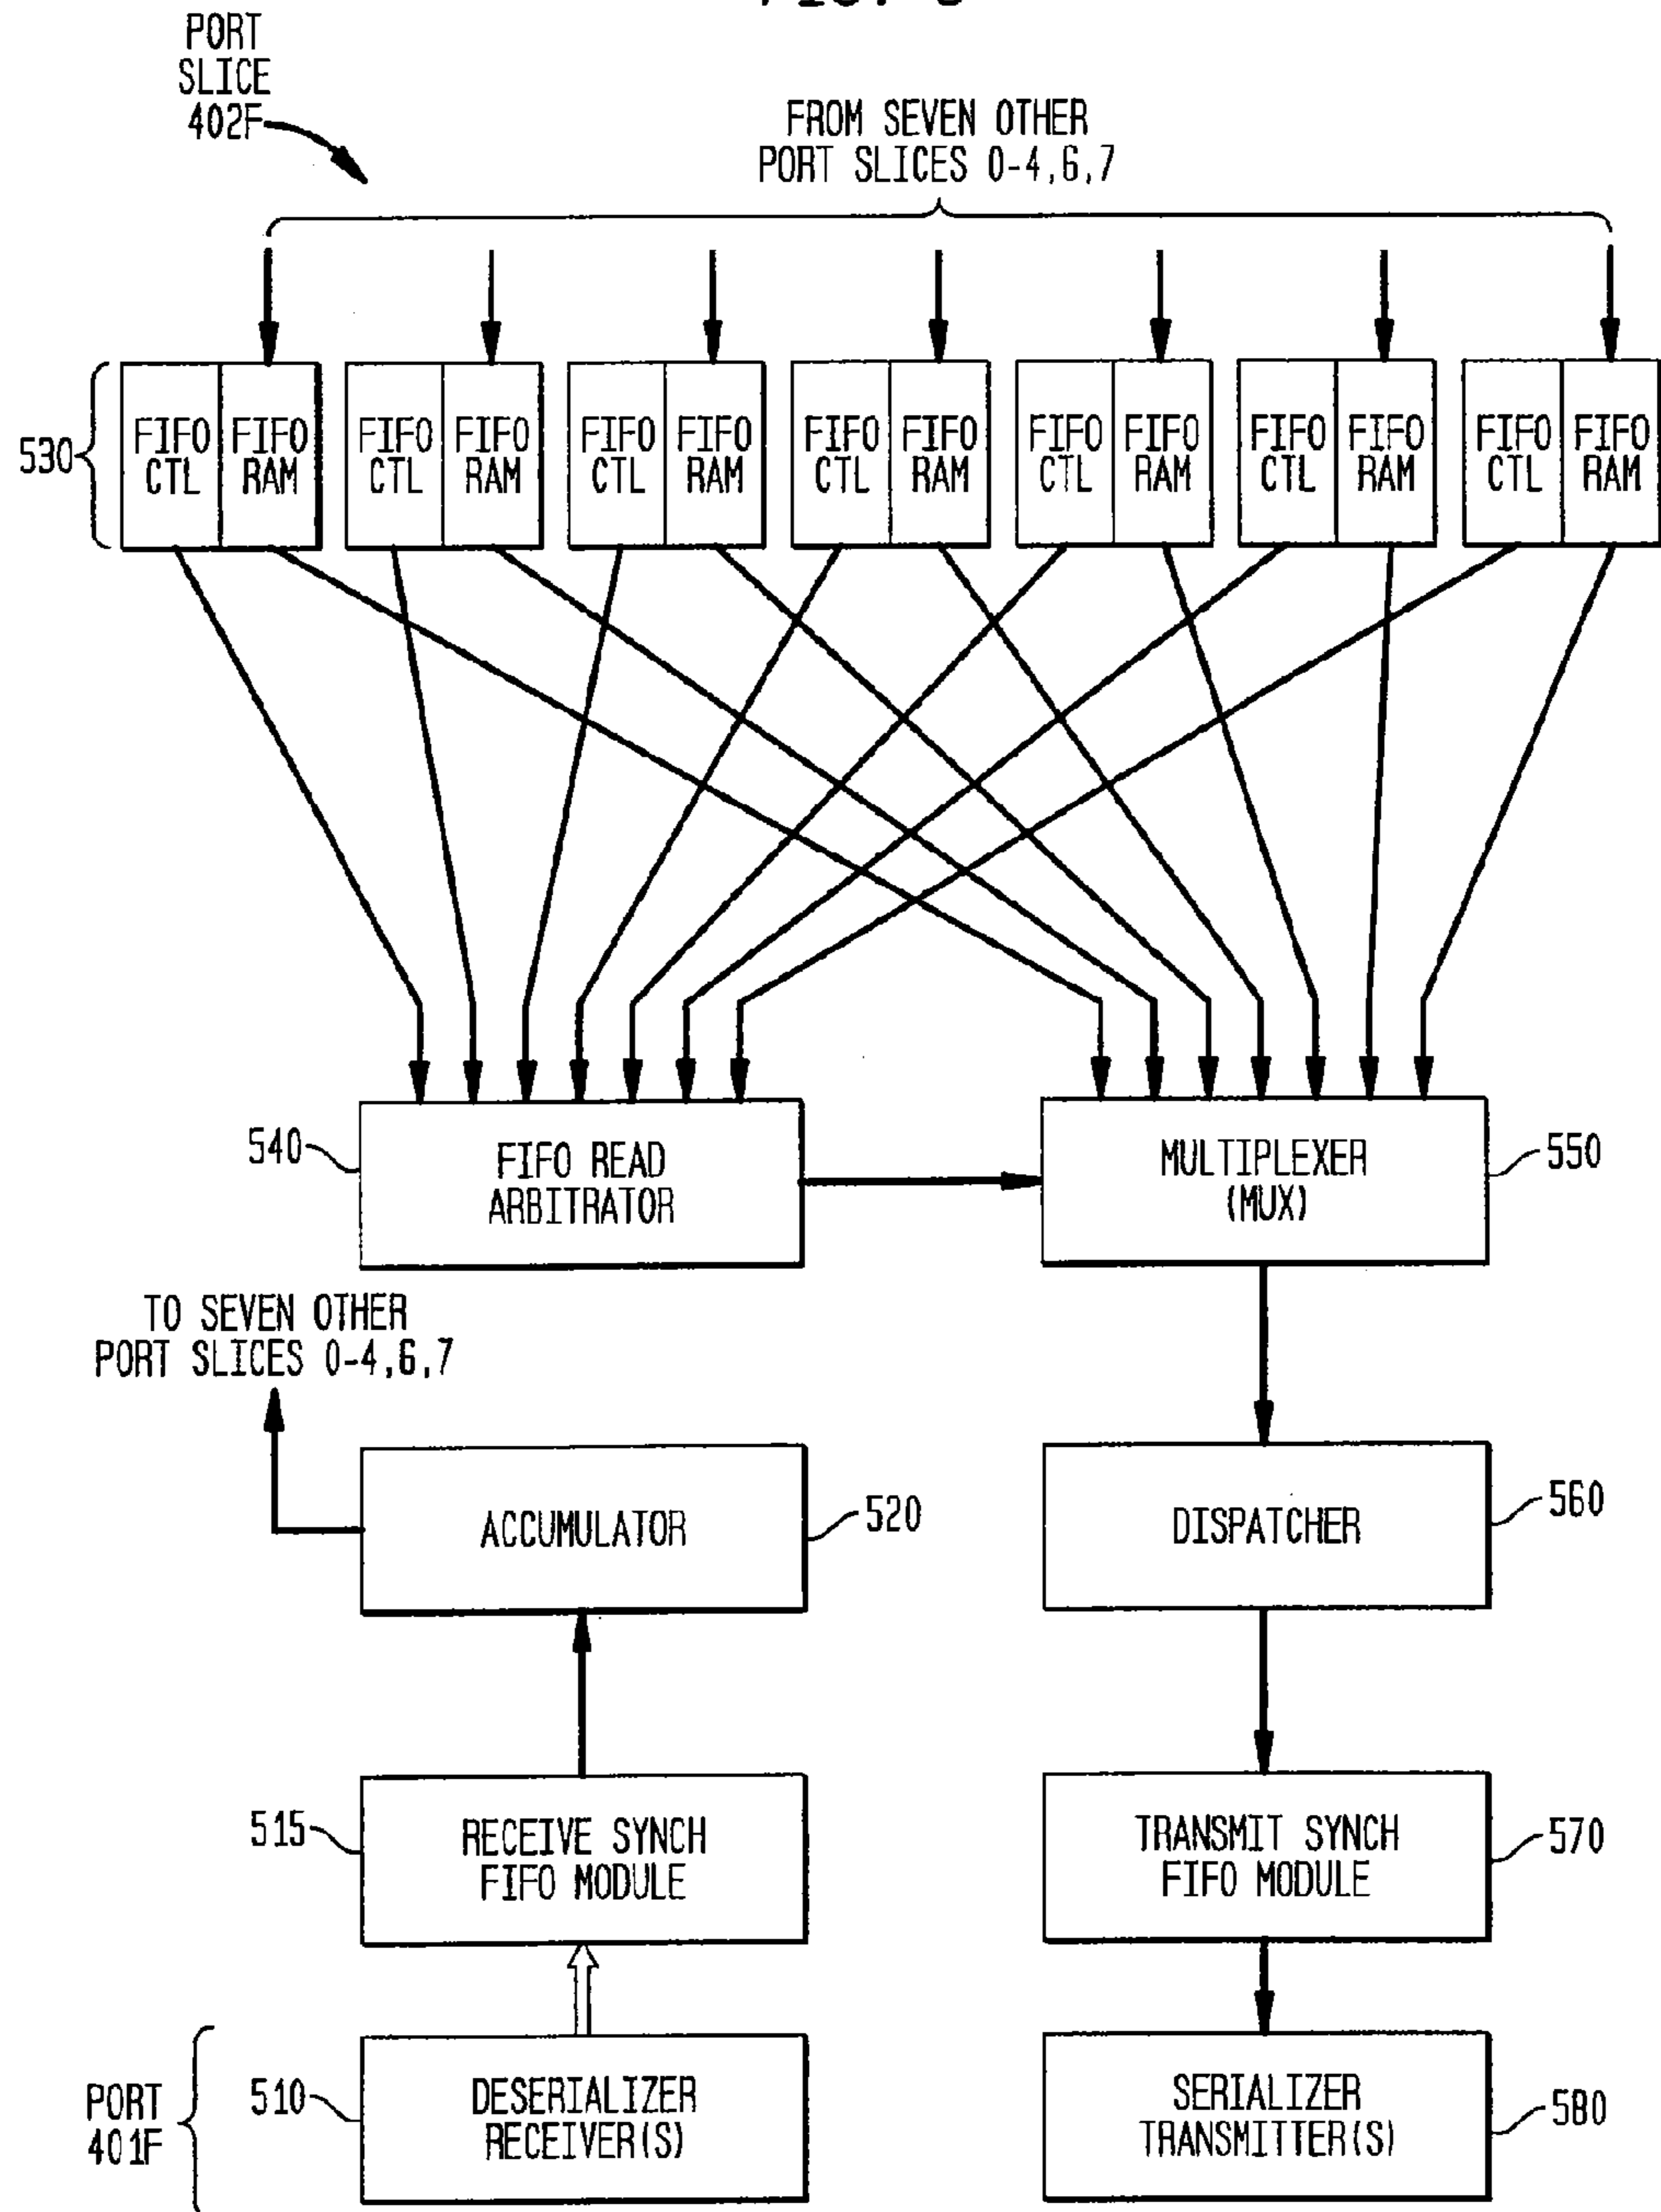 PORT
SLICE
402F
FROM SEVEN OTHER
PORT SLICES 0-4,6,7
530
FIFO CTL
FIFO RAM
FIFO CTL
FIFO RAM
FIFO CTL
FIFO RAM
FIFO CTL
FIFO RAM
FIFO CTL
FIFO RAM
FIFO CTL
FIFO RAM
FIFO CTL
FIFO RAM
540
FIFO READ
ARBITRATOR
MULTIPLEXER
(MUX)
550
TO SEVEN OTHER
PORT SLICES 0-4,6,7
ACCUMULATOR
520
DISPATCHER
560
515
RECEIVE SYNCH
FIFO MODULE
TRANSMIT SYNCH
FIFO MODULE
570
PORT
401F
510
DESERIALIZER
RECEIVER(S)
SERIALIZER
TRANSMITTER(S)
580